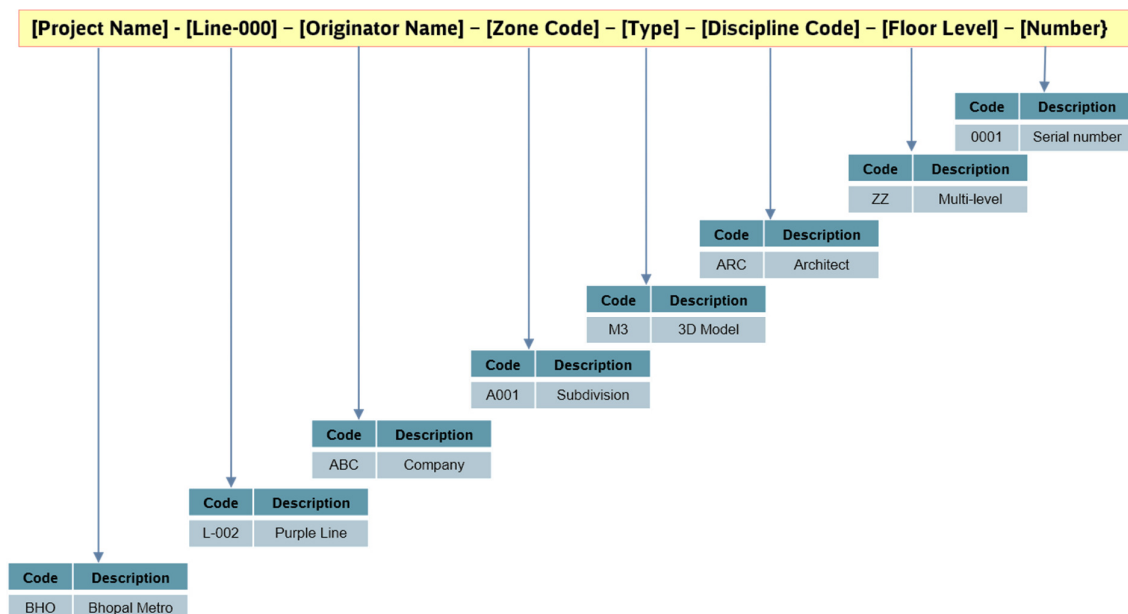 [Project Name] - [Line-000] – [Originator Name] – [Zone Code] – [Type] – [Discipline Code] – [Floor Level] – [Number}
Code Description
0001 Serial number
Code Description
ZZ Multi-level
Code Description
ARC Architect
Code Description
M3 3D Model
Code Description
A001 Subdivision
Code Description
ABC Company
Code Description
L-002 Purple Line
Code Description
BHO Bhopal Metro